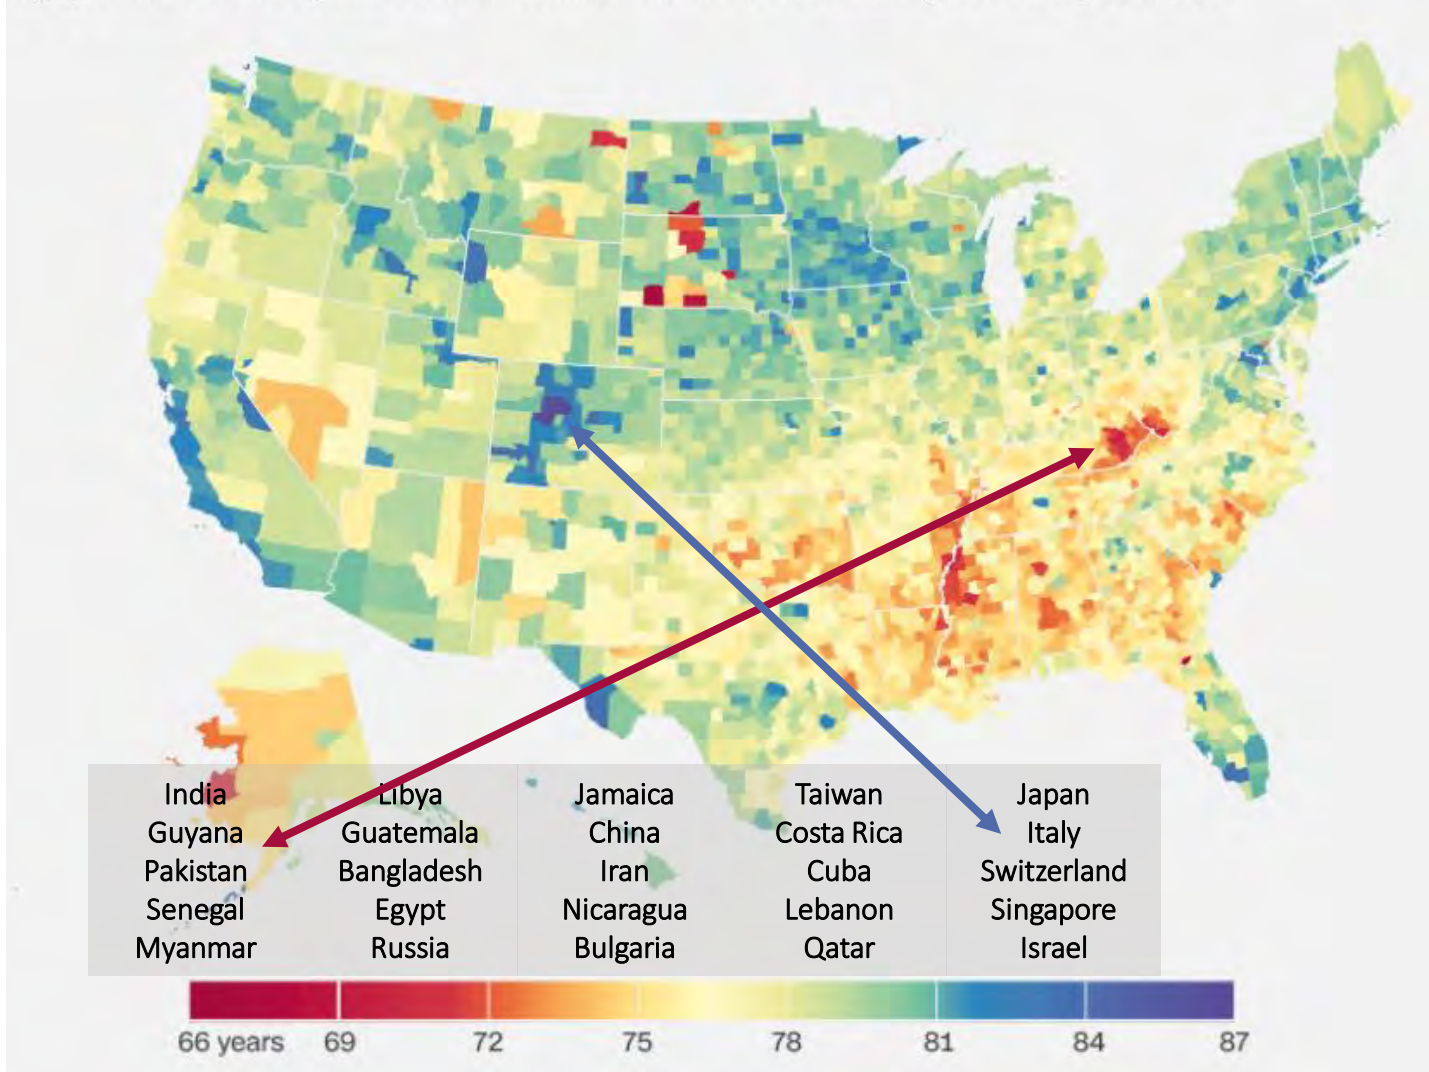 India Libya Jamaica Taiwan Japan
Guyana Guatemala China Costa Rica Italy
Pakistan Bangladesh Iran Cuba Switzerland
Senegal Egypt Nicaragua Lebanon Singapore
Myanmar Russia Bulgaria Qatar Israel
66 years 69 72 75 78 81 84 87